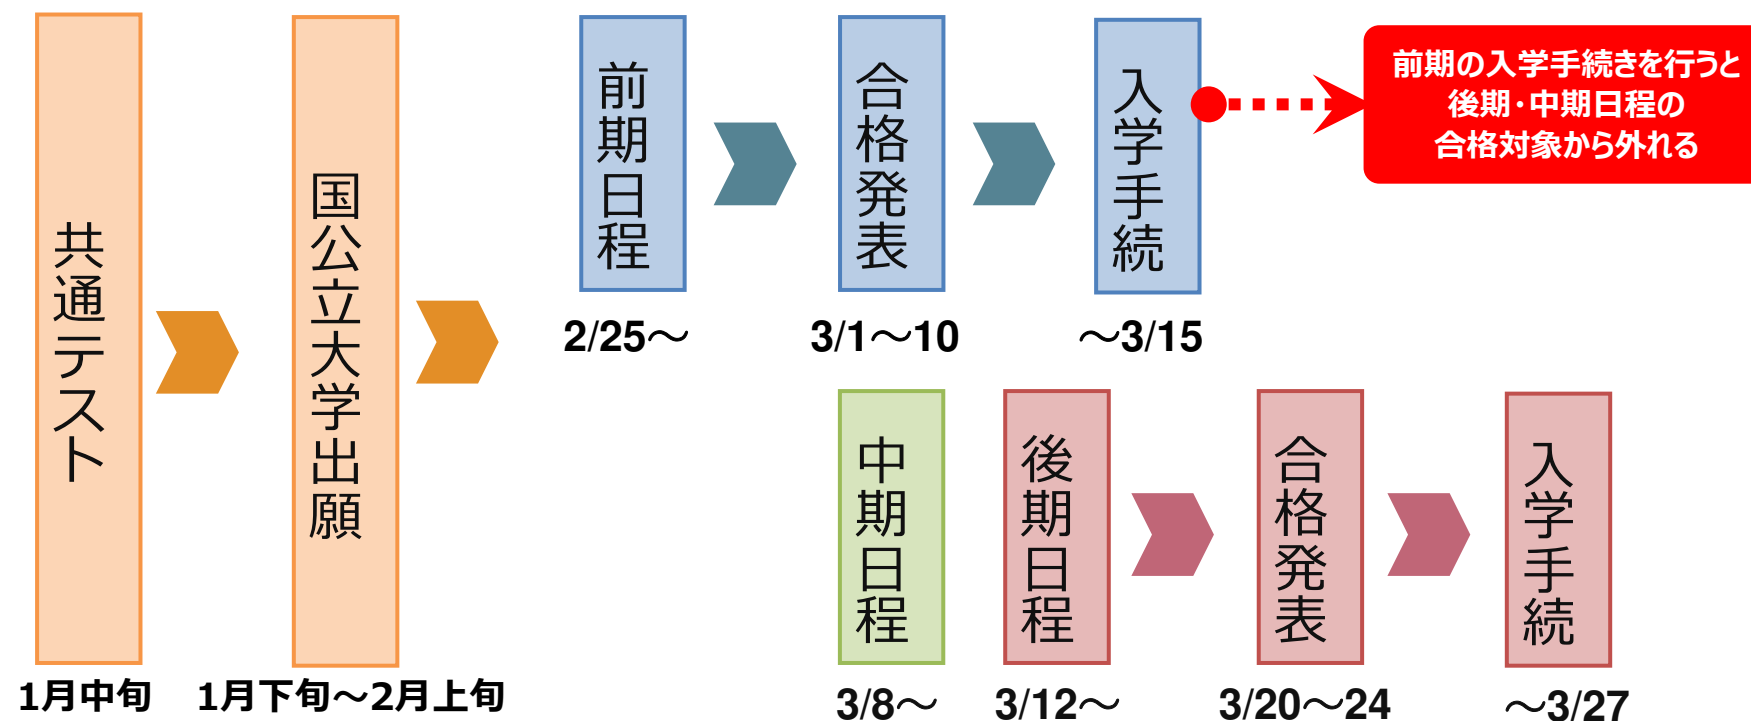 共通テスト
1月中旬
国公立大学出願
1月下旬～2月上旬
前期日程
2/25～
合格発表
3/1～10
入学手続
～3/15
前期の入学手続きを行うと
後期・中期日程の
合格対象から外れる
中期日程
3/8～
後期日程
3/12～
合格発表
3/20～24
入学手続
～3/27